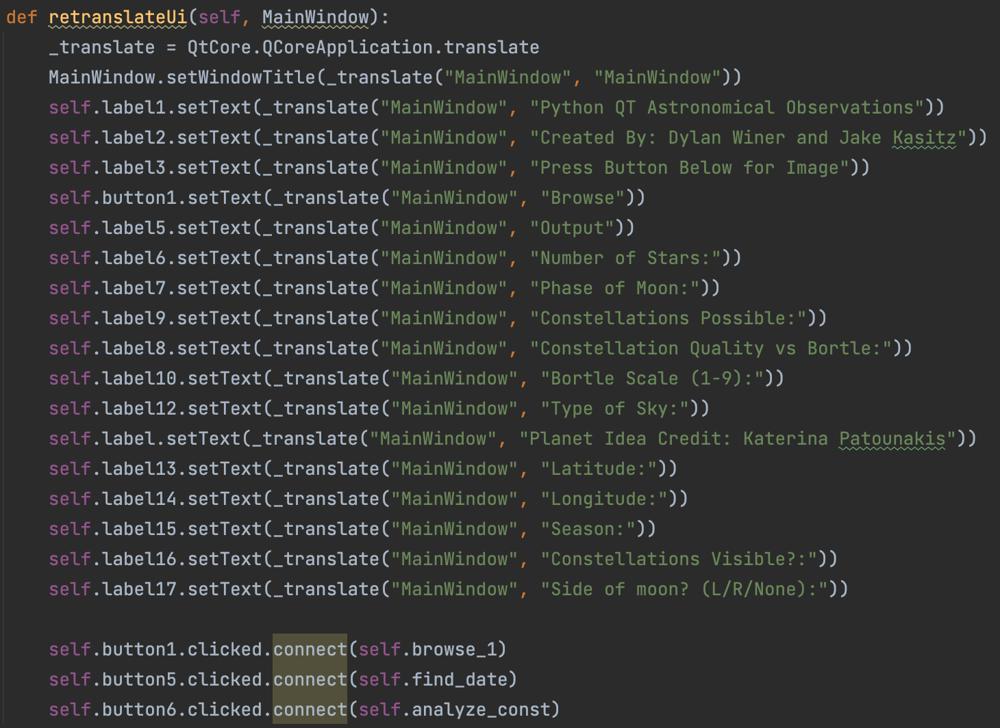 def retranslateUi(self, MainWindow):
    _translate = QtCore.QCoreApplication.translate
    MainWindow.setWindowTitle(_translate("MainWindow", "MainWindow"))
    self.label1.setText(_translate("MainWindow", "Python QT Astronomical Observations"))
    self.label2.setText(_translate("MainWindow", "Created By: Dylan Winer and Jake Kasitz"))
    self.label3.setText(_translate("MainWindow", "Press Button Below for Image"))
    self.button1.setText(_translate("MainWindow", "Browse"))
    self.label5.setText(_translate("MainWindow", "Output"))
    self.label6.setText(_translate("MainWindow", "Number of Stars:"))
    self.label7.setText(_translate("MainWindow", "Phase of Moon:"))
    self.label9.setText(_translate("MainWindow", "Constellations Possible:"))
    self.label8.setText(_translate("MainWindow", "Constellation Quality vs Bortle:"))
    self.label10.setText(_translate("MainWindow", "Bortle Scale (1-9):"))
    self.label12.setText(_translate("MainWindow", "Type of Sky:"))
    self.label.setText(_translate("MainWindow", "Planet Idea Credit: Katerina Patounakis"))
    self.label13.setText(_translate("MainWindow", "Latitude:"))
    self.label14.setText(_translate("MainWindow", "Longitude:"))
    self.label15.setText(_translate("MainWindow", "Season:"))
    self.label16.setText(_translate("MainWindow", "Constellations Visible?:"))
    self.label17.setText(_translate("MainWindow", "Side of moon? (L/R/None):"))
    self.button1.clicked.connect(self.browse_1)
    self.button5.clicked.connect(self.find_date)
    self.button6.clicked.connect(self.analyze_const)